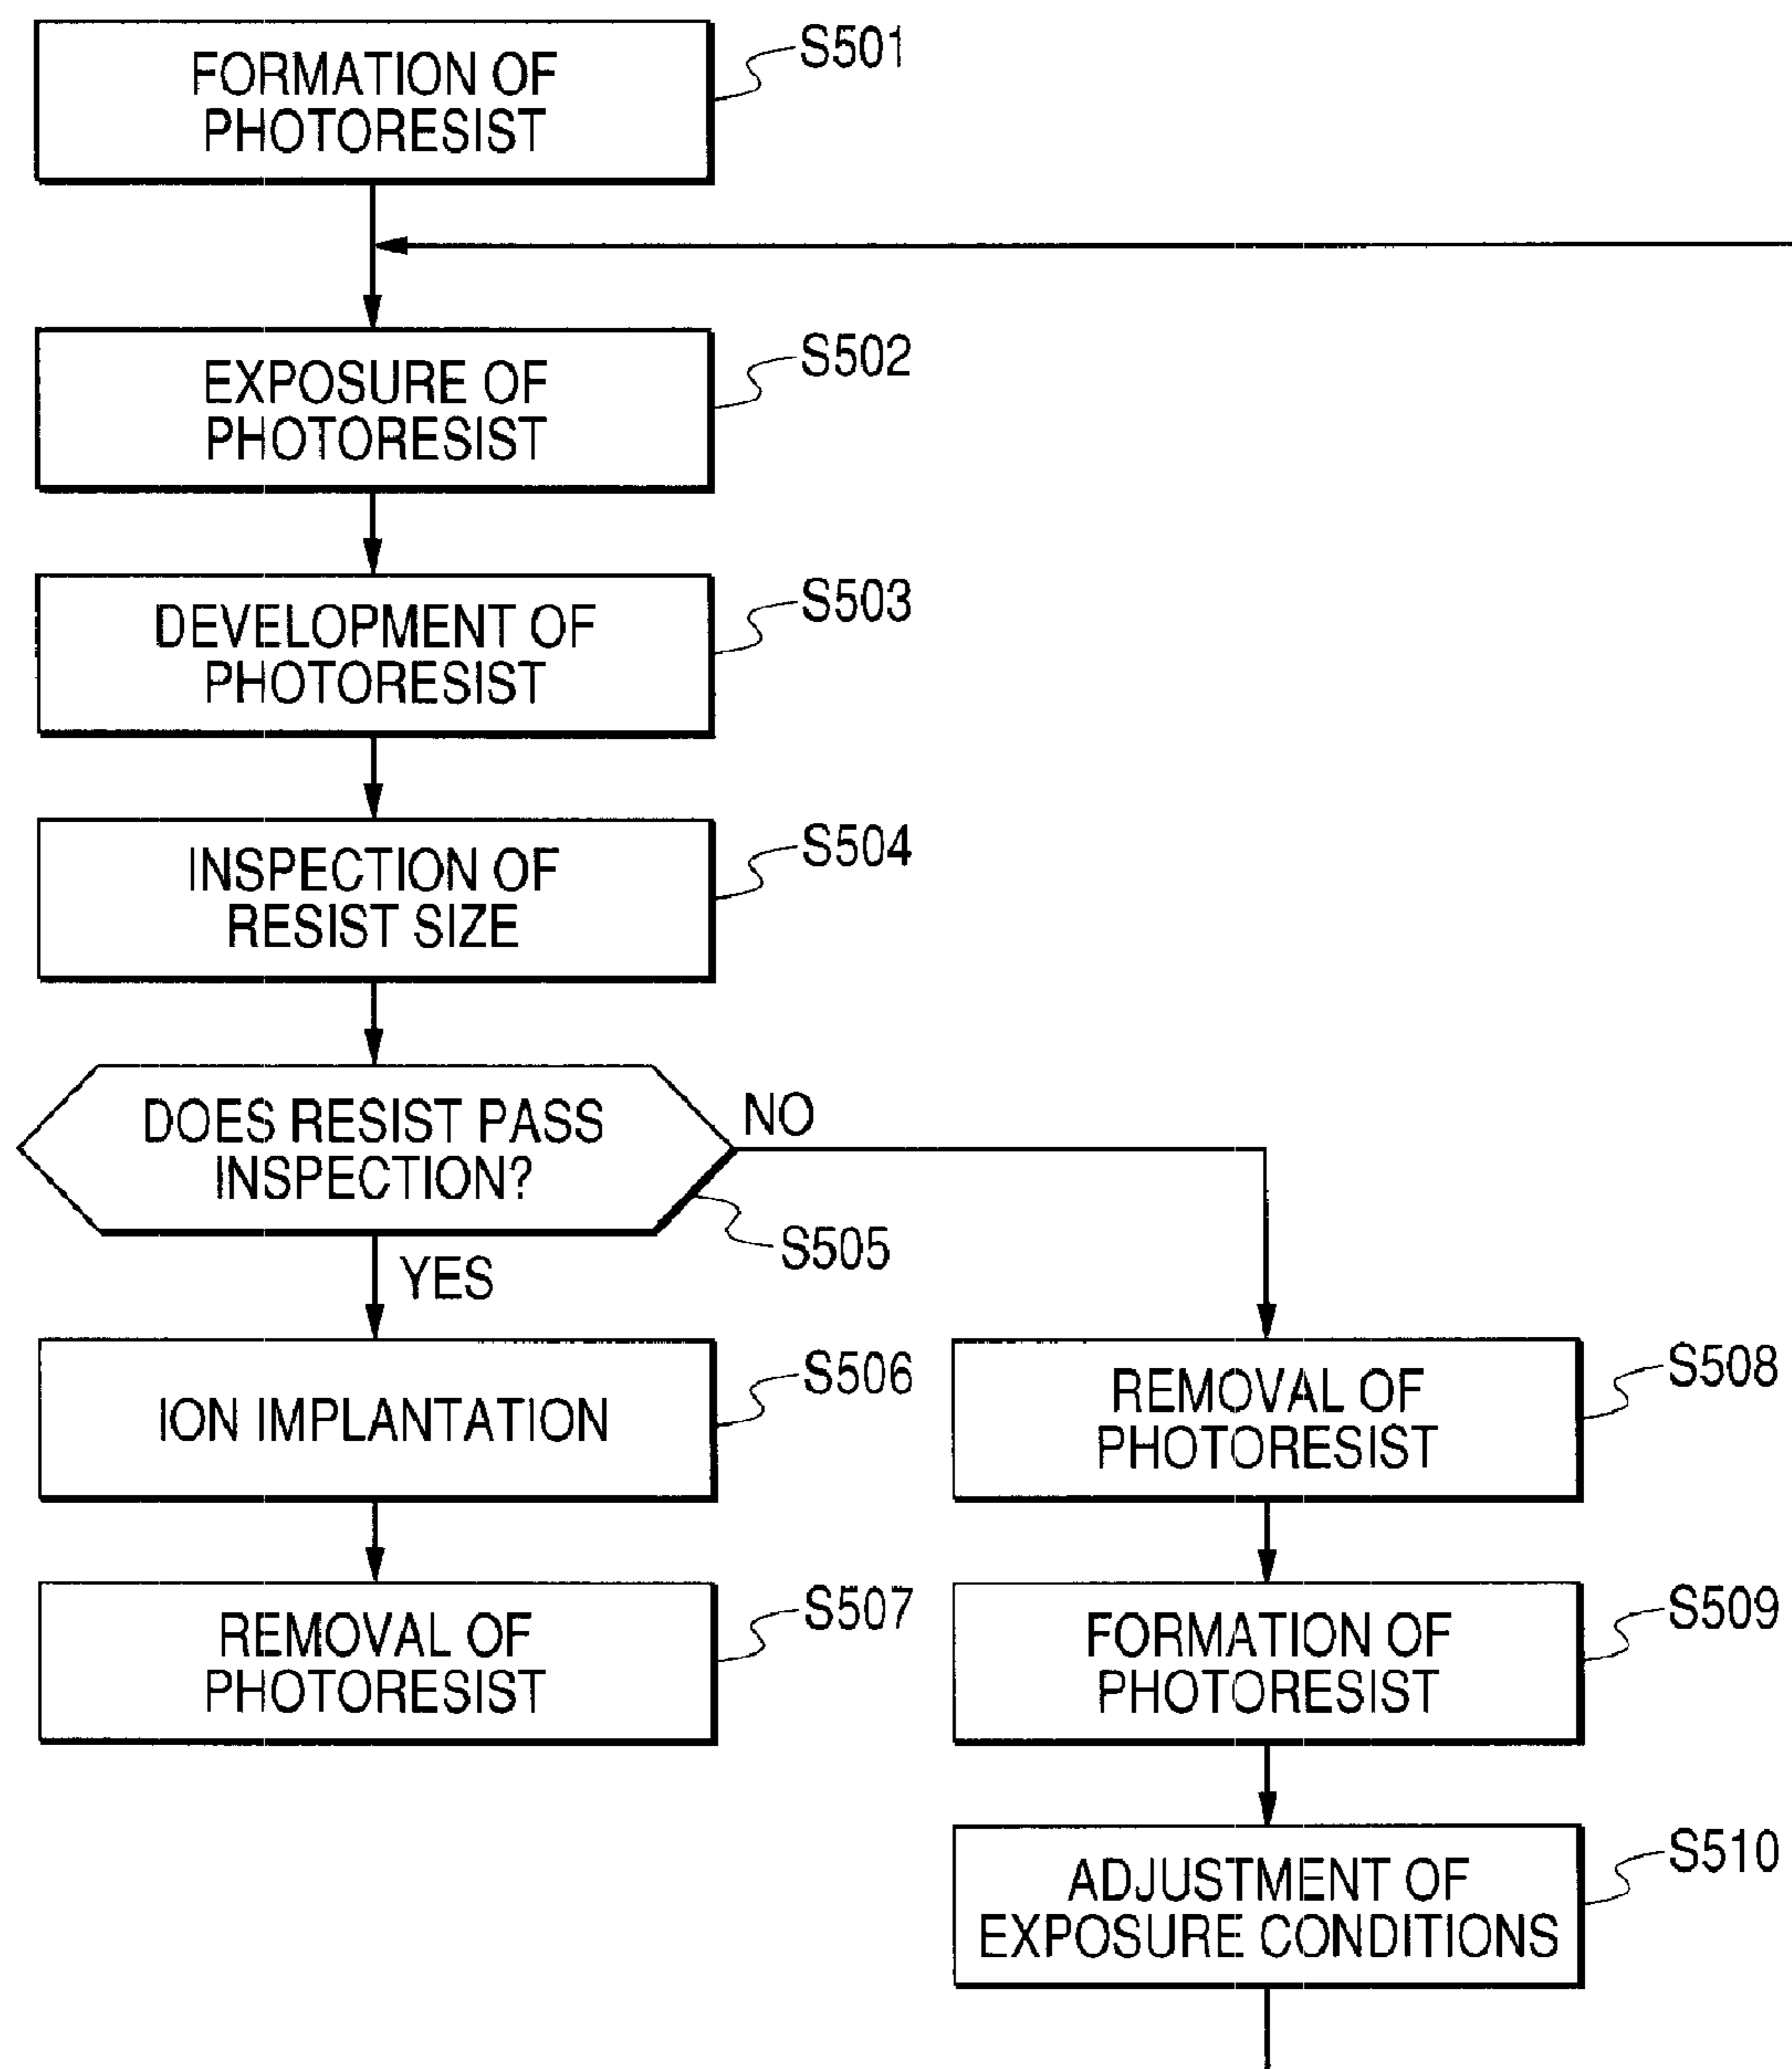 FORMATION OF
PHOTORESIST
S501
EXPOSURE OF
PHOTORESIST
S502
DEVELOPMENT OF
PHOTORESIST
S503
INSPECTION OF
RESIST SIZE
S504
DOES RESIST PASS
INSPECTION?
NO
S505
YES
ION IMPLANTATION
S506
REMOVAL OF
PHOTORESIST
S507
REMOVAL OF
PHOTORESIST
S508
FORMATION OF
PHOTORESIST
S509
ADJUSTMENT OF
EXPOSURE CONDITIONS
S510